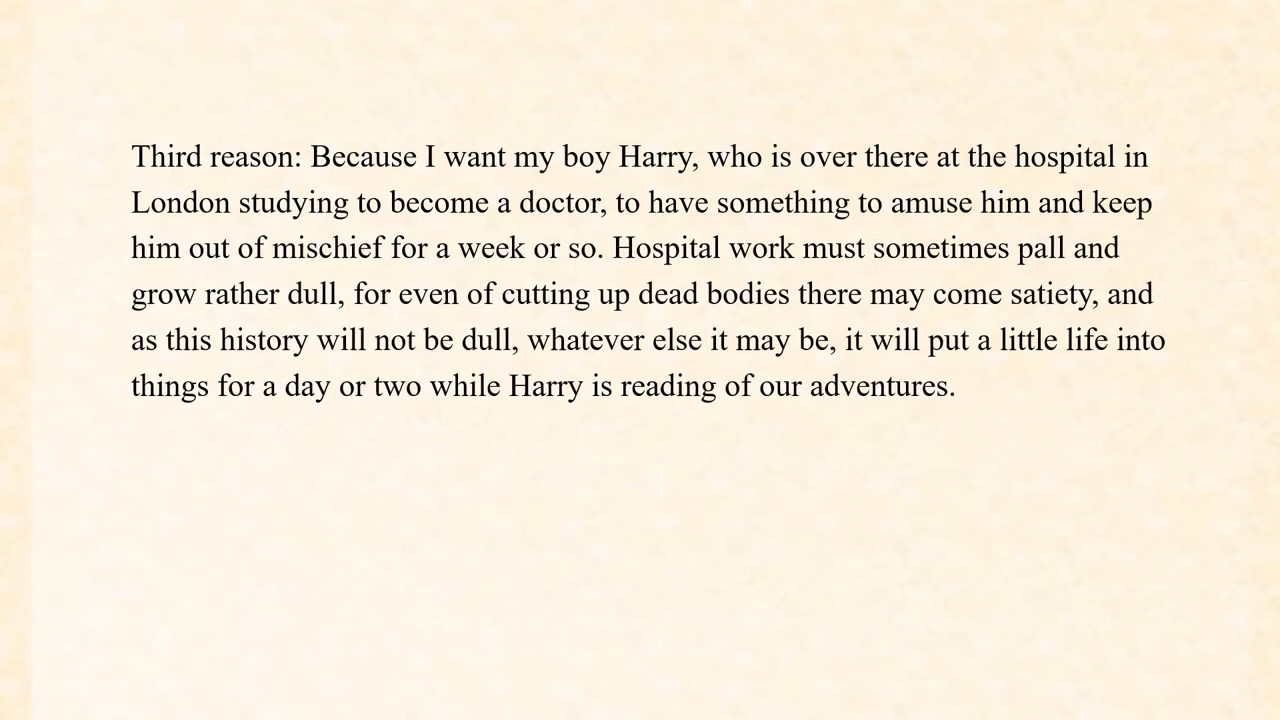 Third reason: Because I want my boy Harry, who is over there at the hospital in
London studying to become a doctor, to have something to amuse him and keep
him out of mischief for a week or so. Hospital work must sometimes pall and
grow rather dull, for even of cutting up dead bodies there may come satiety, and
as this history will not be dull, whatever else it may be, it will put a little life into
things for a day or two while Harry is reading of our adventures.